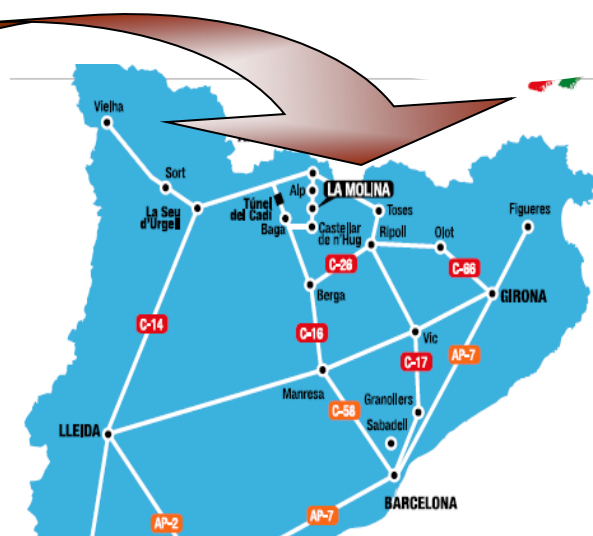 Vielha
Sort
La Seu
d'Urgell
Túnel
del Cadí
Alp
LA MOLINA
Baga
Castellar
de n'Hug
Toses
Ripoll
Olot
Figueres
C-26
C-66
GIRONA
Berga
C-14
C-16
Vic
C-17
AP-7
Manresa
C-58
Granollers
Sabadell
LLEIDA
BARCELONA
AP-2
AP-7